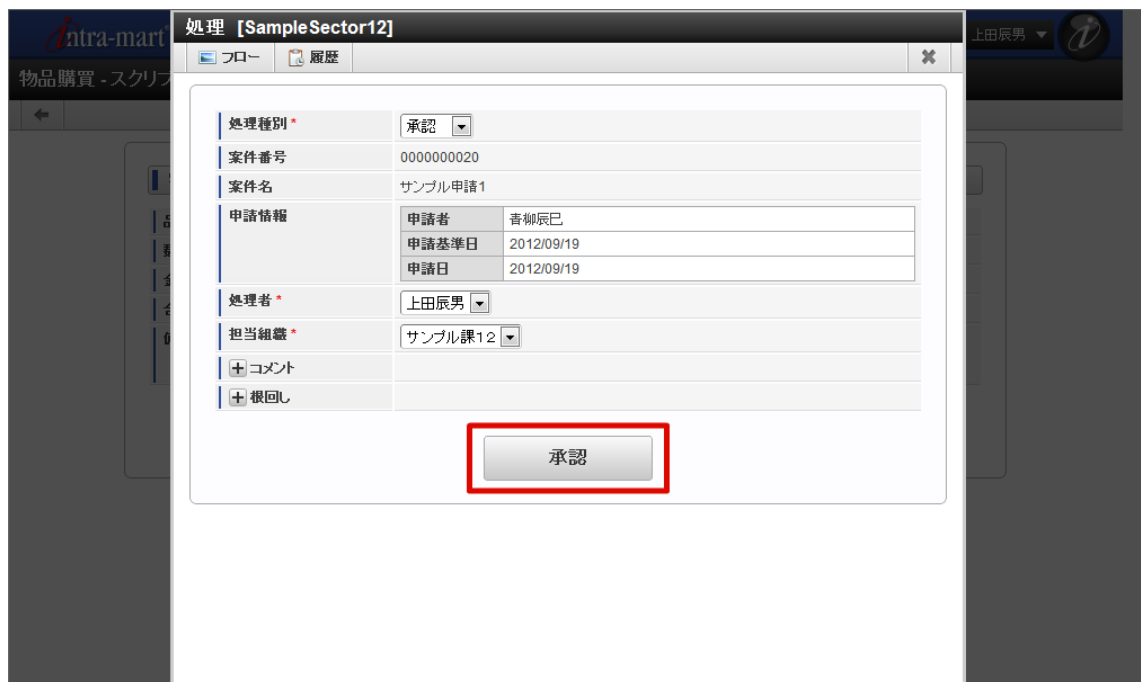 intra-mart
処理 [SampleSector12]
上田辰男
フロー 履歴
物品購買 - スクリプ
処理種別*
承認
案件番号
0000000020
案件名
サンプル申請1
申請情報
申請者 青柳辰巳
申請基準日 2012/09/19
申請日 2012/09/19
処理者*
上田辰男
担当組織*
サンプル課12
コメント
根回し
承認